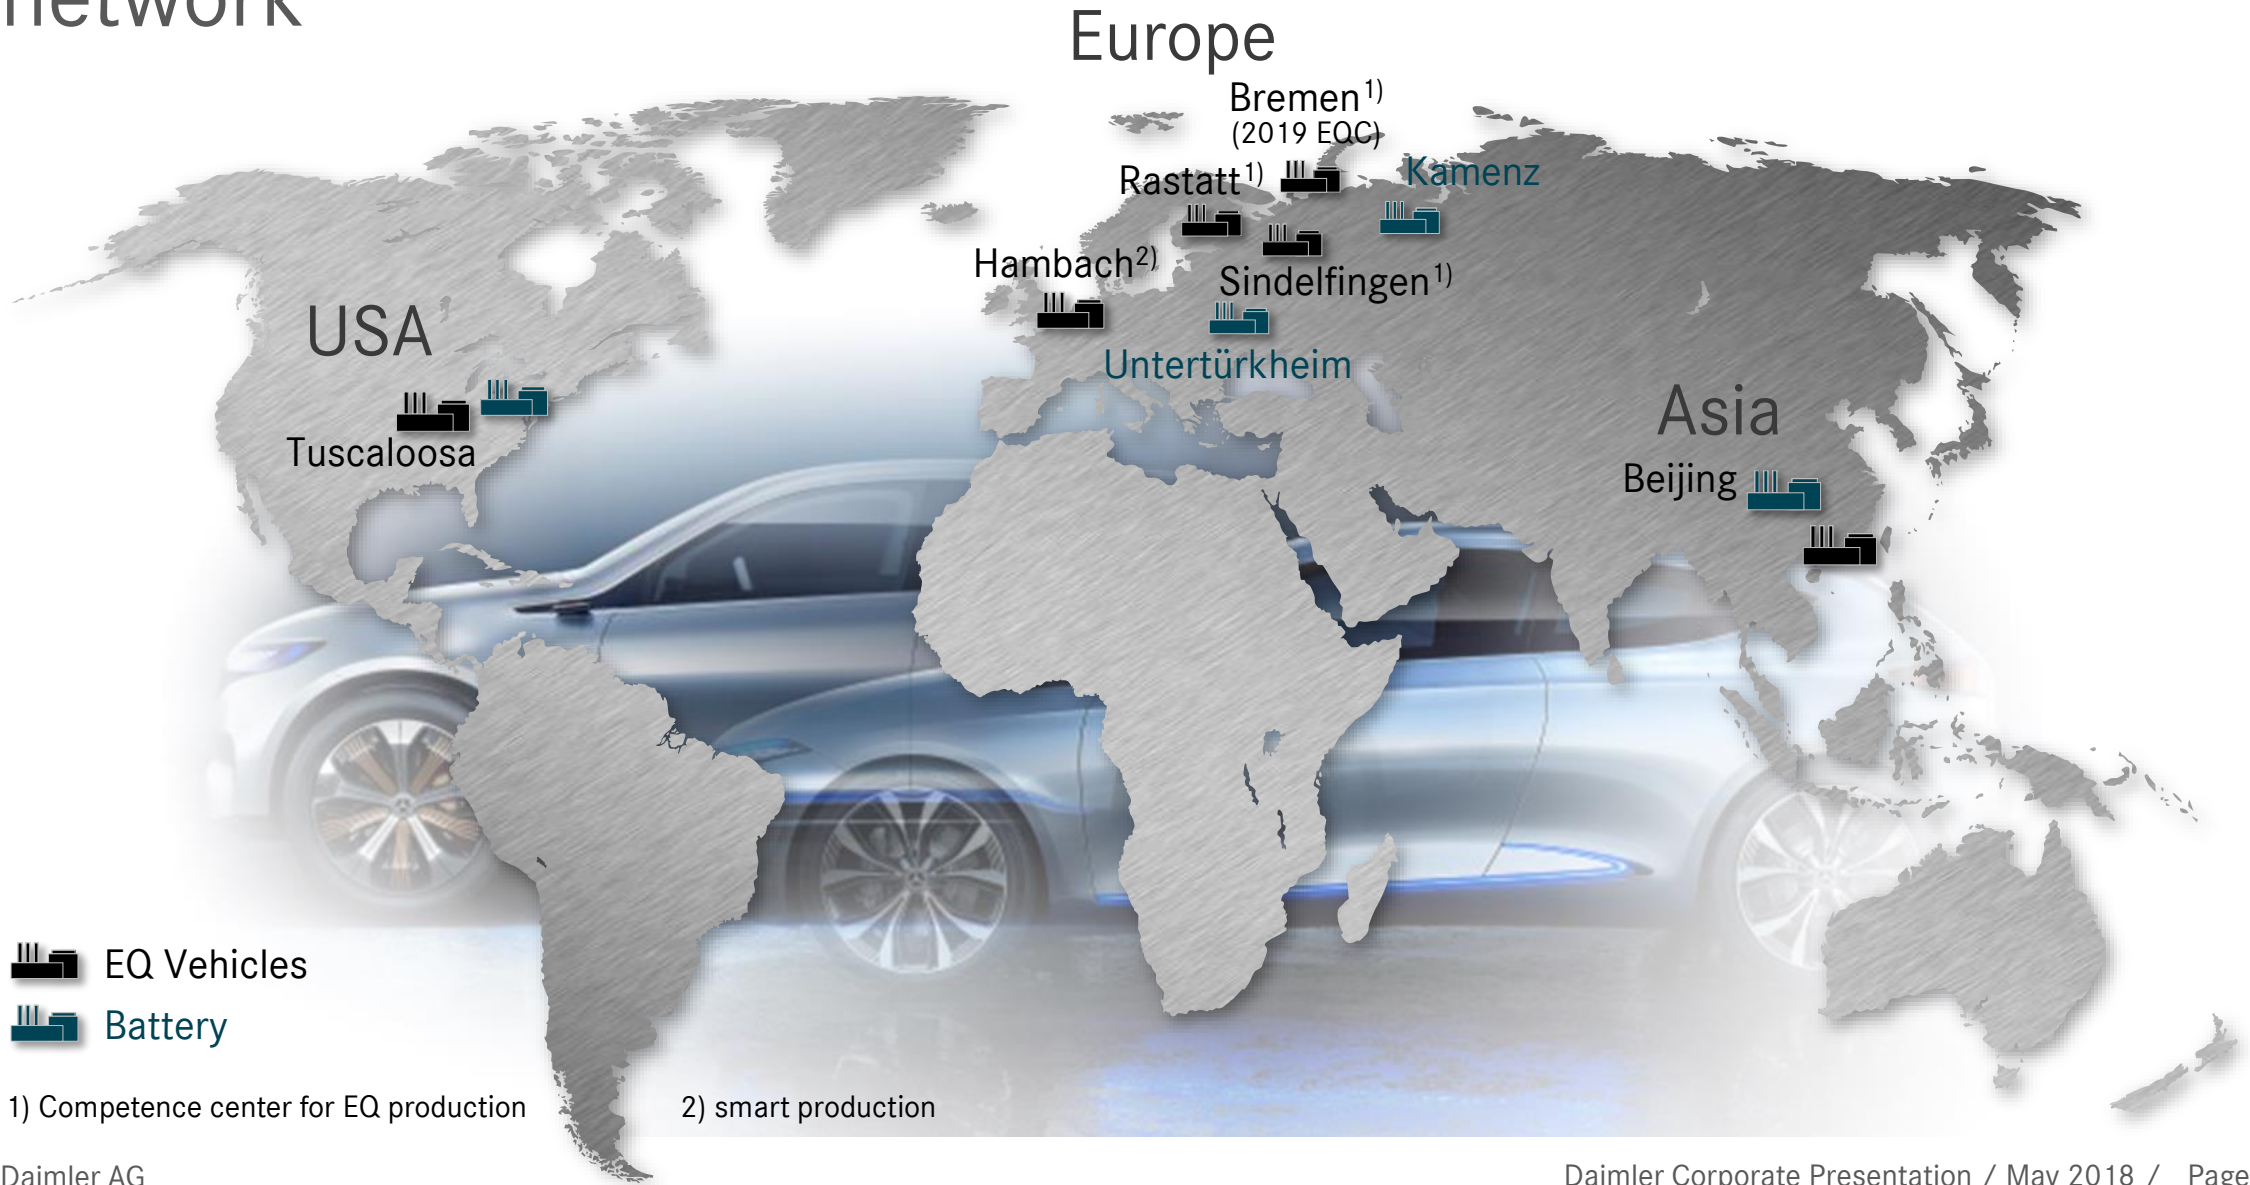 network
Europe
Bremen1)
(2019 EQC)
Rastatt1)
Kamenz
Hambach2)
Sindelfingen1)
USA
Untertürkheim
Tuscaloosa
Asia
Beijing
EQ Vehicles
Battery
1) Competence center for EQ production
2) smart production
Daimler AG
Daimler Corporate Presentation / May 2018 / Page